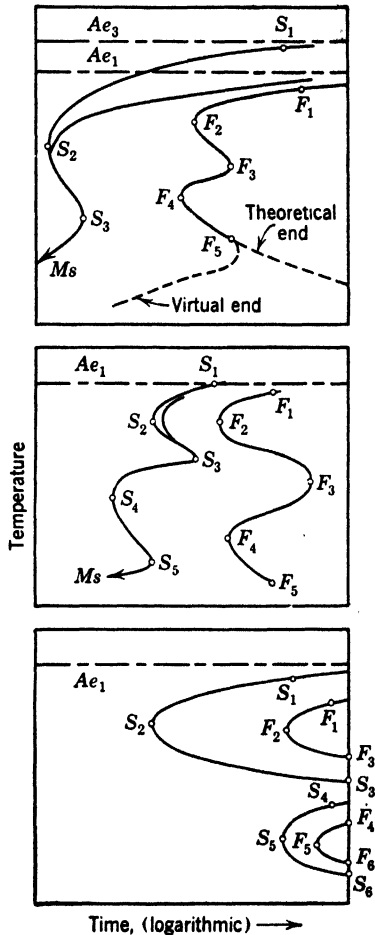 Ae3
S1
Ae1
F1
F2
S2
F3
F4
S3
Theoretical
end
F5
Ms
Virtual end
Ae1
S1
F1
S2
F2
S3
F3
S4
F4
S5
Ms
F5
Temperature
Ae1
S1
F1
S2
F2
F3
S3
S4
F4
S5
F5
F6
S6
Time, (logarithmic)